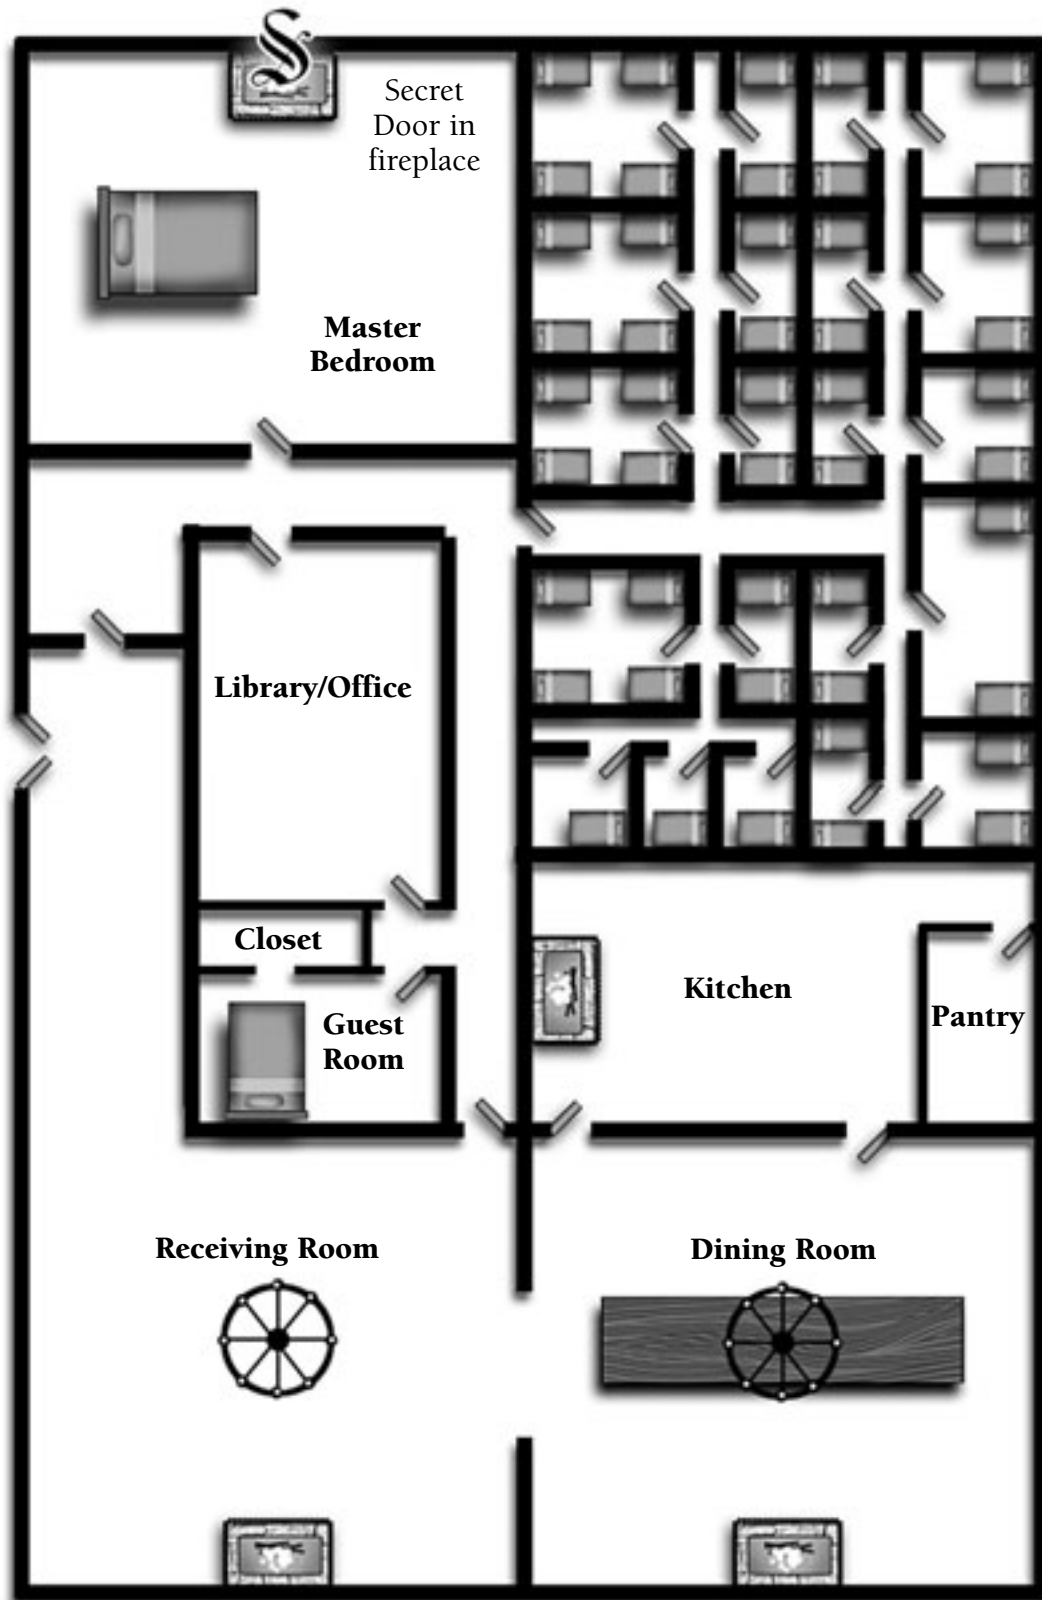 S
Secret
Door in
fireplace
Master
Bedroom
Library/Office
Closet
Guest
Room
Kitchen
Pantry
Receiving Room
Dining Room